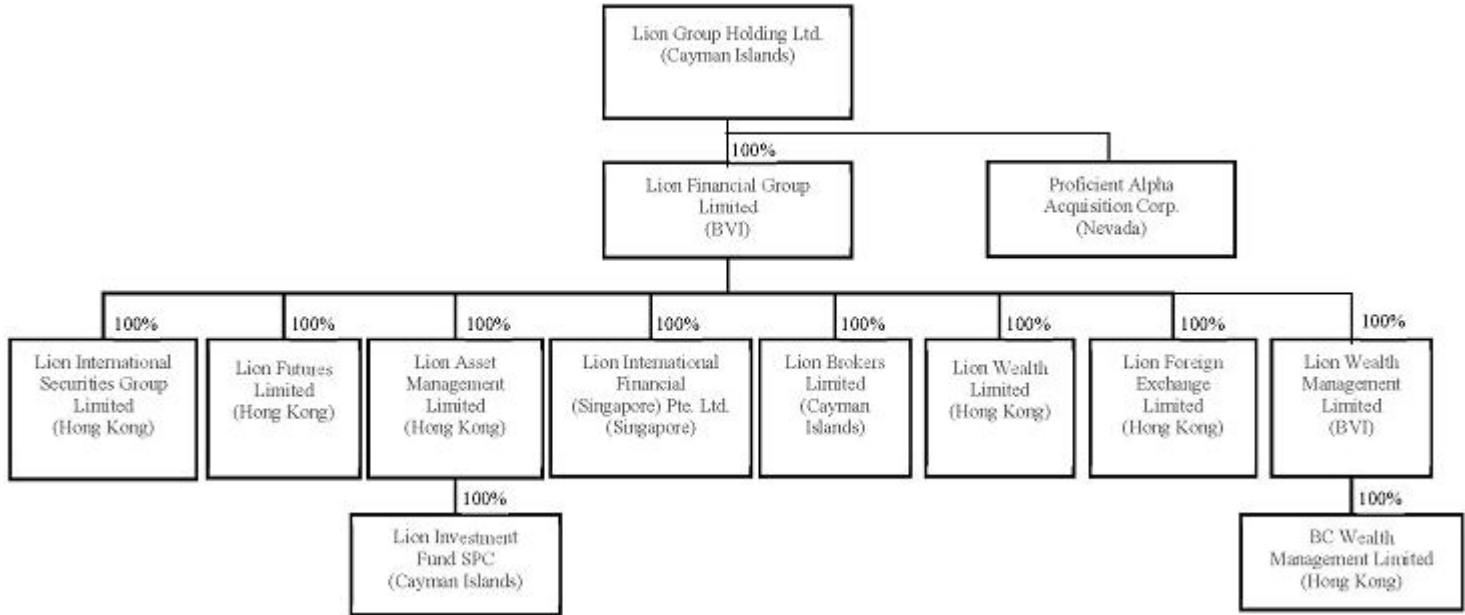 Lion Group Holding Ltd.
(Cayman Islands)
100%
Lion Financial Group
Limited
(BVI)
Proficient Alpha
Acquisition Corp.
(Nevada)
100%
100%
100%
100%
100%
100%
100%
100%
Lion International
Securities Group
Limited
(Hong Kong)
Lion Futures
Limited
(Hong Kong)
Lion Asset
Management
Limited
(Hong Kong)
Lion International
Financial
(Singapore) Pte. Ltd.
(Singapore)
Lion Brokers
Limited
(Cayman
Islands)
Lion Wealth
Limited
(Hong Kong)
Lion Foreign
Exchange
Limited
(Hong Kong)
Lion Wealth
Management
Limited
(BVI)
100%
100%
Lion Investment
Fund SPC
(Cayman Islands)
BC Wealth
Management Limited
(Hong Kong)